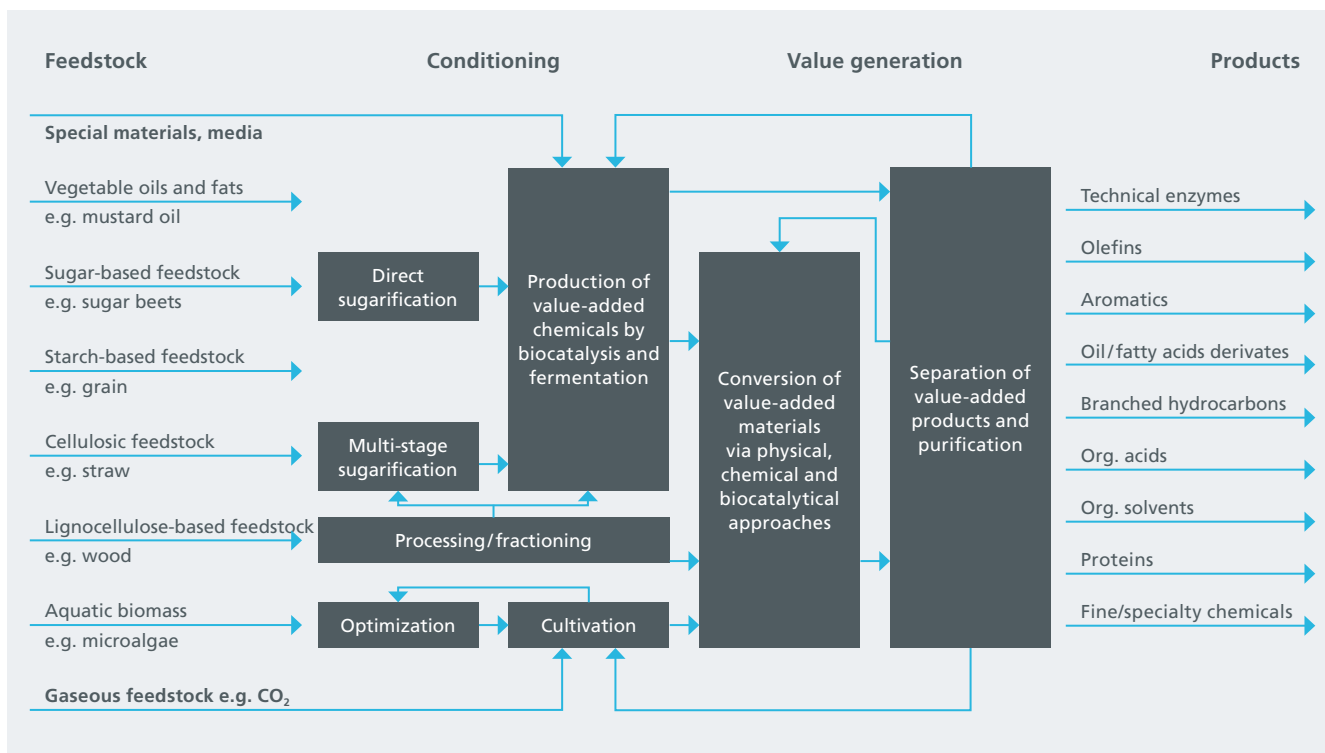 Feedstock
Conditioning
Value generation
Products
Special materials, media
Vegetable oils and fats
e.g. mustard oil
Sugar-based feedstock
e.g. sugar beets
Starch-based feedstock
e.g. grain
Cellulosic feedstock
e.g. straw
Lignocellulose-based feedstock
e.g. wood
Aquatic biomass
e.g. microalgae
Gaseous feedstock e.g. CO₂
Direct
sugarification
Multi-stage
sugarification
Processing/fractioning
Optimization
Cultivation
Production of
value-added
chemicals by
biocatalysis and
fermentation
Conversion of
value-added
materials
via physical,
chemical and
biocatalytical
approaches
Separation of
value-added
products and
purification
Technical enzymes
Olefins
Aromatics
Oil/fatty acids derivates
Branched hydrocarbons
Org. acids
Org. solvents
Proteins
Fine/specialty chemicals